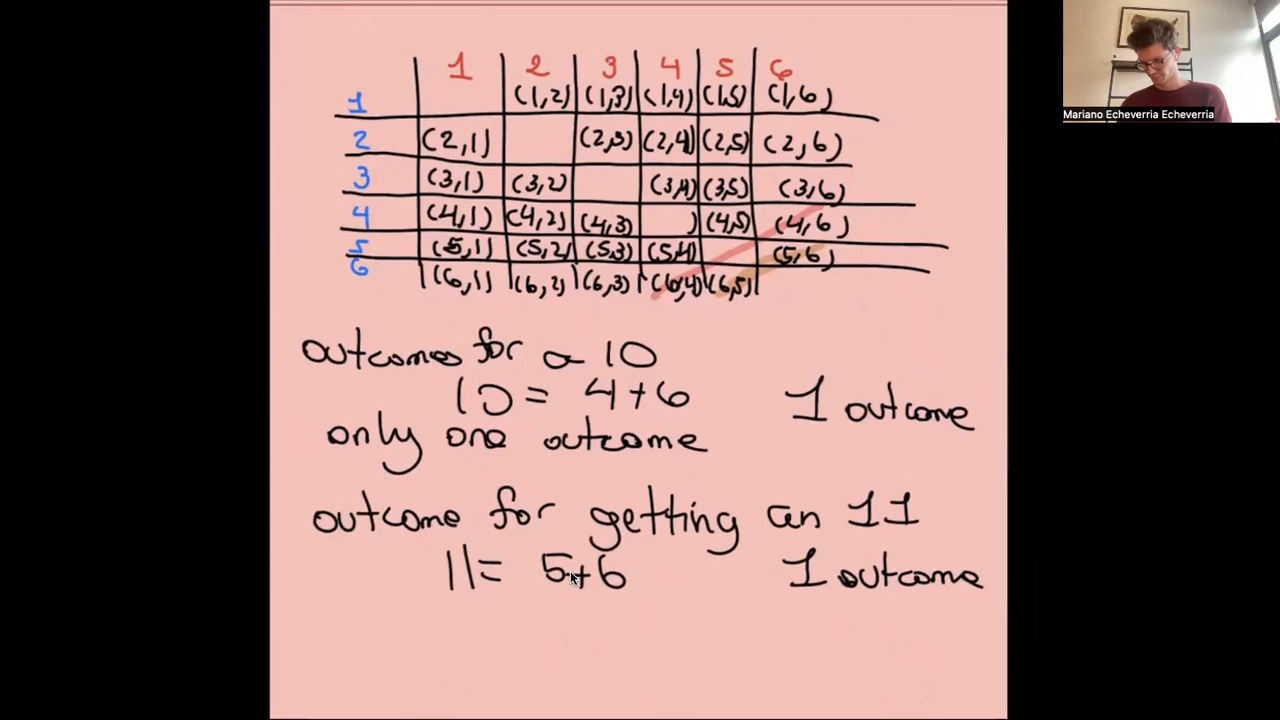 1 2 3 4 5 6
1 (1,2) (1,3) (1,4) (1,5) (1,6)
2 (2,1) (2,3) (2,4) (2,5) (2,6)
3 (3,1) (3,2) (3,4) (3,5) (3,6)
4 (4,1) (4,2) (4,3) ) (4,5) (4,6)
5 (5,1) (5,2) (5,3) (5,4) (5,6)
6 (6,1) (6,2) (6,3) (6,4) (6,5)
outcomes for a 10
10 = 4+6 1 outcome
only one outcome
outcome for getting an 11
11= 5+6 1 outcome
Mariano Echeverria Echeverria